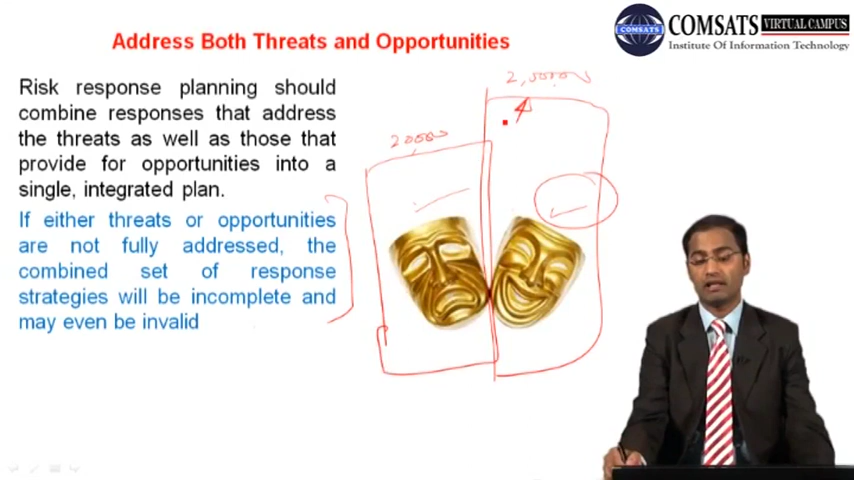 Address Both Threats and Opportunities
COMSATS
COMSATS VIRTUAL CAMPUS
Institute Of Information Technology
Risk response planning should
combine responses that address
the threats as well as those that
provide for opportunities into a
single, integrated plan.
If either threats or opportunities
are not fully addressed, the
combined set of response
strategies will be incomplete and
may even be invalid